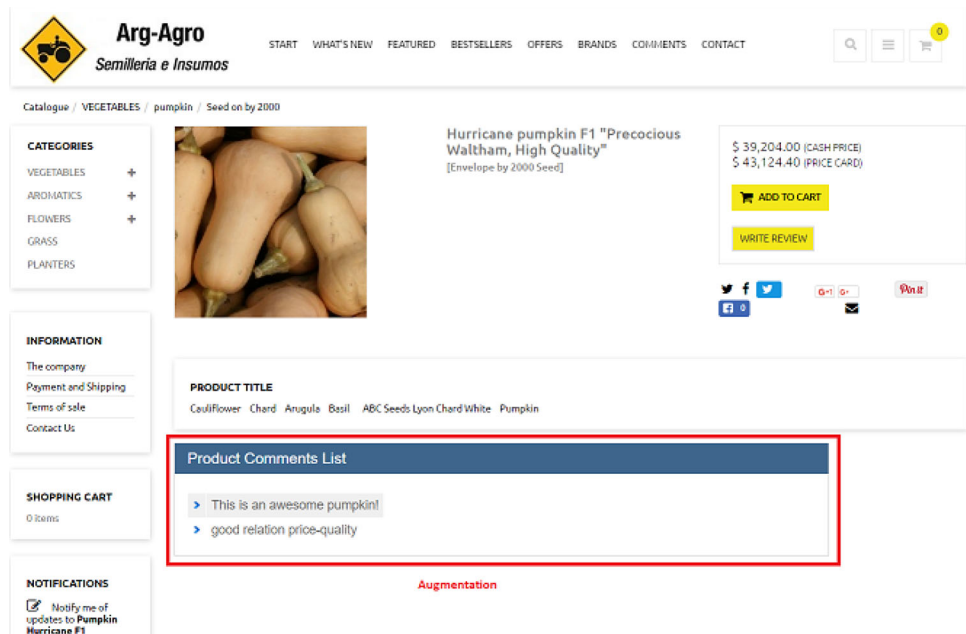 Arg-Agro
Semilleria e Insumos
START WHAT'S NEW FEATURED BESTSELLERS OFFERS BRANDS COMMENTS CONTACT
0
Catalogue / VEGETABLES / pumpkin / Seed on by 2000
CATEGORIES
VEGETABLES +
AROMATICS +
FLOWERS +
GRASS
PLANTERS
Hurricane pumpkin F1 "Precocious
Waltham, High Quality"
[Envelope by 2000 Seed]
$ 39,204.00 (CASH PRICE)
$ 43,124.40 (PRICE CARD)
ADD TO CART
WRITE REVIEW
G+1 G+
Pin it
0
INFORMATION
The company
Payment and Shipping
Terms of sale
Contact Us
PRODUCT TITLE
Cauliflower Chard Arugula Basil ABC Seeds Lyon Chard White Pumpkin
Product Comments List
This is an awesome pumpkin!
good relation price-quality
Augmentation
SHOPPING CART
0 items
NOTIFICATIONS
Notify me of
updates to Pumpkin
Hurricane F1